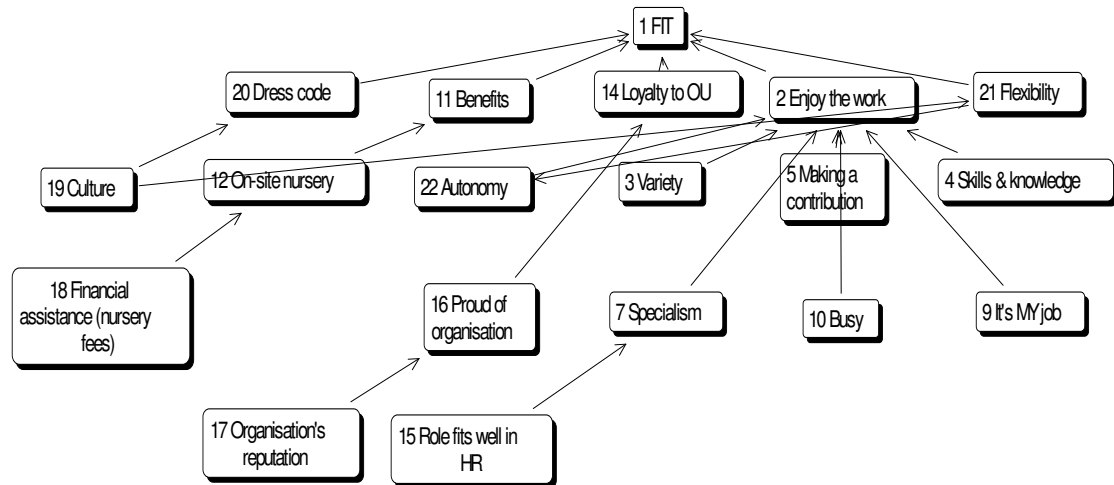 1 FIT
20 Dress code
11 Benefits
14 Loyalty to OU
2 Enjoy the work
21 Flexibility
19 Culture
12 On-site nursery
22 Autonomy
3 Variety
5 Making a
contribution
4 Skills & knowledge
18 Financial
assistance (nursery
fees)
16 Proud of
organisation
7 Specialism
10 Busy
9 It's MY job
17 Organisation's
reputation
15 Role fits well in
HR